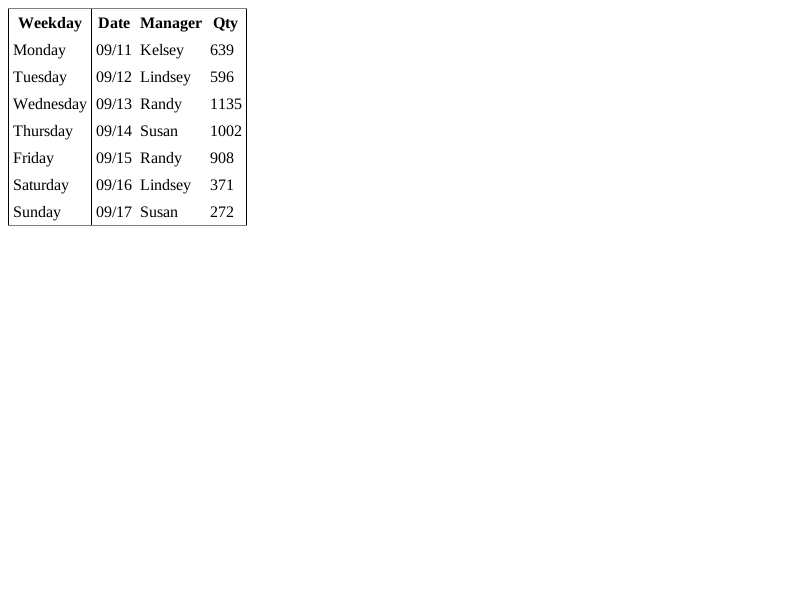 Weekday Date Manager Qty
Monday 09/11 Kelsey 639
Tuesday 09/12 Lindsey 596
Wednesday 09/13 Randy 1135
Thursday 09/14 Susan 1002
Friday 09/15 Randy 908
Saturday 09/16 Lindsey 371
Sunday 09/17 Susan 272